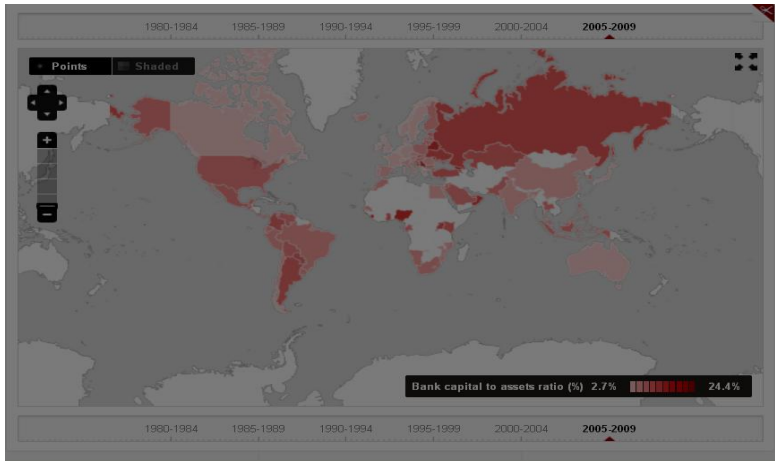 1980-1984 1985-1989 1990-1994 1995-1999 2000-2004 2005-2009
Points Shaded
Bank capital to assets ratio (%) 2.7% 24.4%
1980-1984 1985-1989 1990-1994 1995-1999 2000-2004 2005-2009